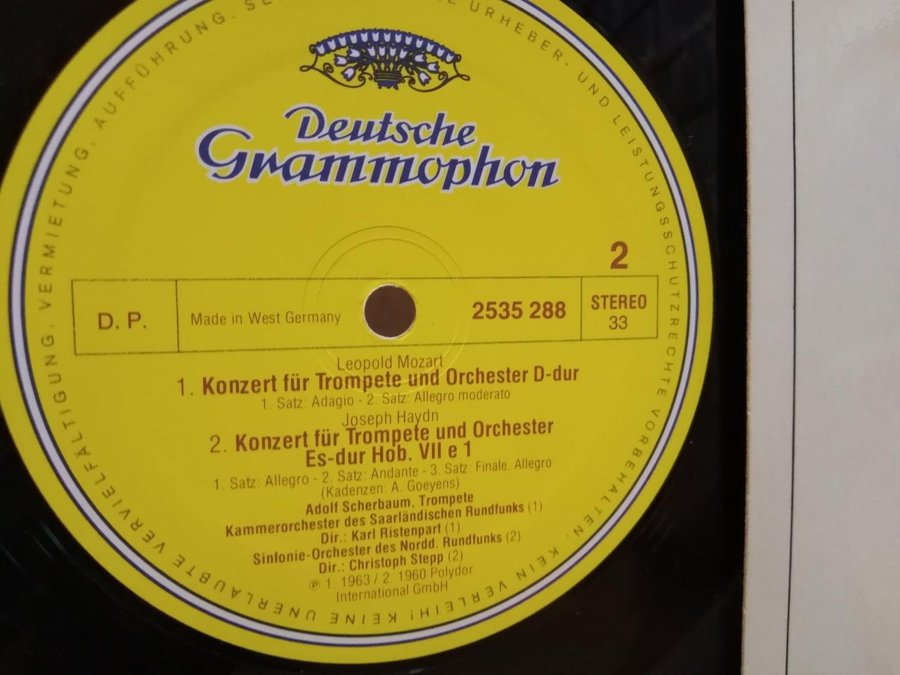 Deutsche
Grammophon
2
D. P.
Made in West Germany
2535 288
STEREO
33
Leopold Mozart
1. Konzert für Trompete und Orchester D-dur
1. Satz: Adagio - 2. Satz: Allegro moderato
Joseph Haydn
2. Konzert für Trompete und Orchester
Es-dur Hob. VII e 1
1. Satz: Allegro - 2. Satz: Andante - 3. Satz: Finale. Allegro
(Kadenzen: A. Goeyens)
Adolf Scherbaum, Trompete
Kammerorchester des Saarländischen Rundfunks (1)
Dir.: Karl Ristenpart (1)
Sinfonie-Orchester des Nordd. Rundfunks (2)
Dir.: Christoph Stepp (2)
℗ 1. 1963 / 2. 1960 Polydor
International GmbH
URHEBER- UND LEISTUNGSSCHUTZRECHTE VORBEHALTEN. KEIN VERLEIH! KEINE UNERLAUBTE VERVIELFÄLTIGUNG, VERMIETUNG, AUFFÜHRUNG,